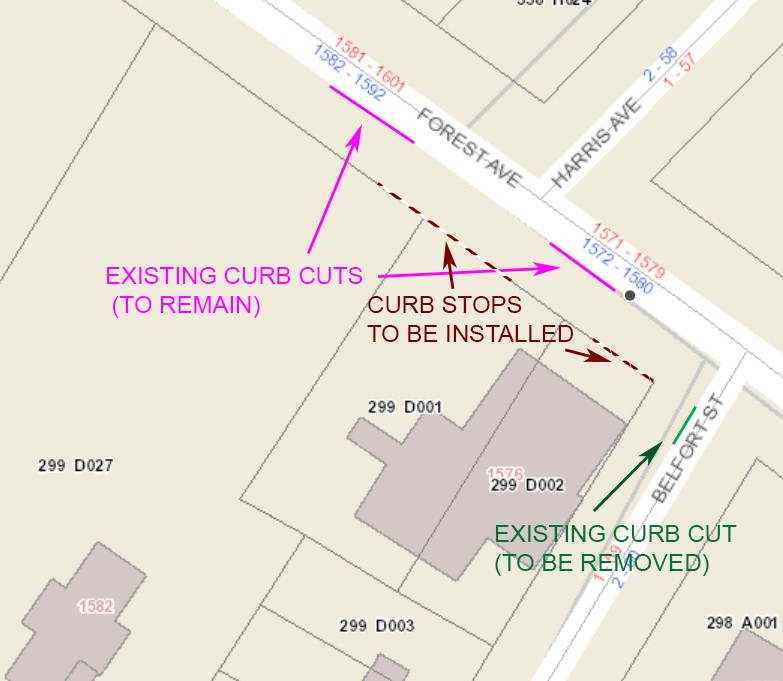 338 H024
1581 - 1601
1582 - 1592
2 - 58
1 - 57
FOREST AVE
HARRIS AVE
1571 - 1579
1572 - 1580
EXISTING CURB CUTS
(TO REMAIN)
CURB STOPS
TO BE INSTALLED
299 D001
BELFORT ST
299 D027
1576
299 D002
EXISTING CURB CUT
(TO BE REMOVED)
1582
299 D003
298 A001